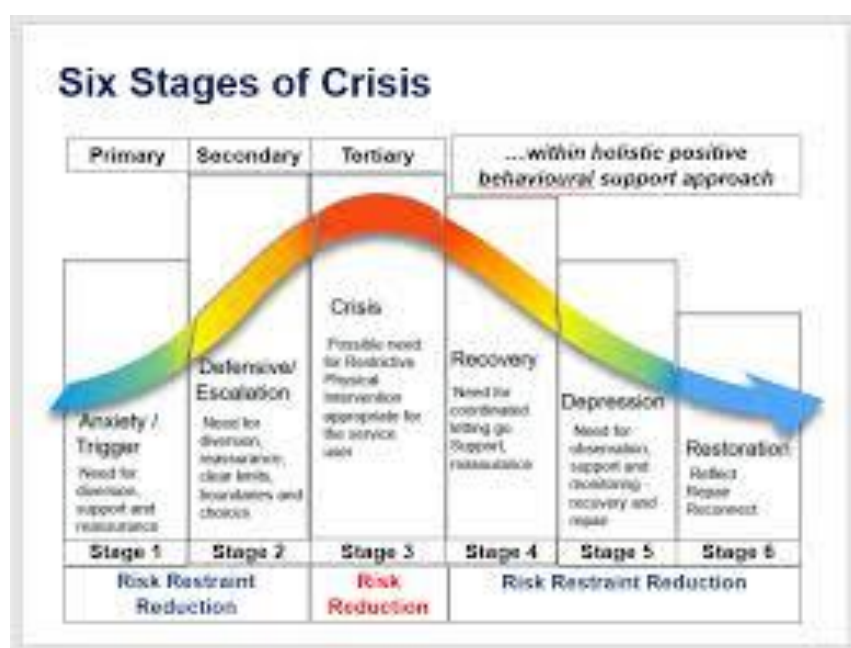 Six Stages of Crisis
Primary
Secondary
Tertiary
...within holistic positive
behavioural support approach
Anxiety /
Trigger
Need for
diversion,
support and
reassurance
Stage 1
Defensive/
Escalation
Need for
diversion,
reassurance,
clear limits,
boundaries and
choices
Stage 2
Crisis
Possible need
for Restrictive
Physical
Intervention
appropriate for
the service
user
Stage 3
Recovery
Need for
coordinated
letting go
Support,
reassurance
Stage 4
Depression
Need for
observation,
support and
monitoring -
recovery and
repair
Stage 5
Restoration
Reflect
Repair
Reconnect
Stage 6
Risk Restraint
Reduction
Risk
Reduction
Risk Restraint Reduction